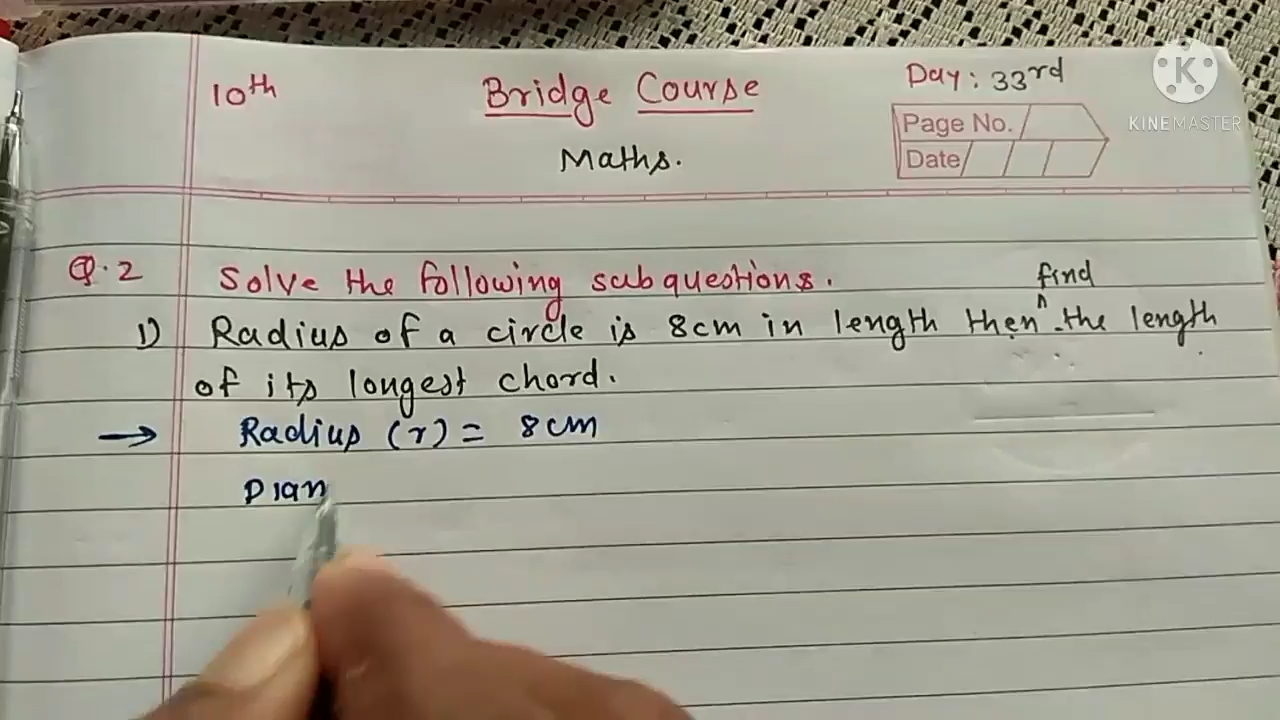 10th
Bridge Course
Day: 33rd
Maths.
Page No.
Date
KINEMASTER
K
Q.2 Solve the following subquestions.
find
1) Radius of a circle is 8cm in length then ^ the length
of its longest chord.
→ Radius (r) = 8cm
Diam